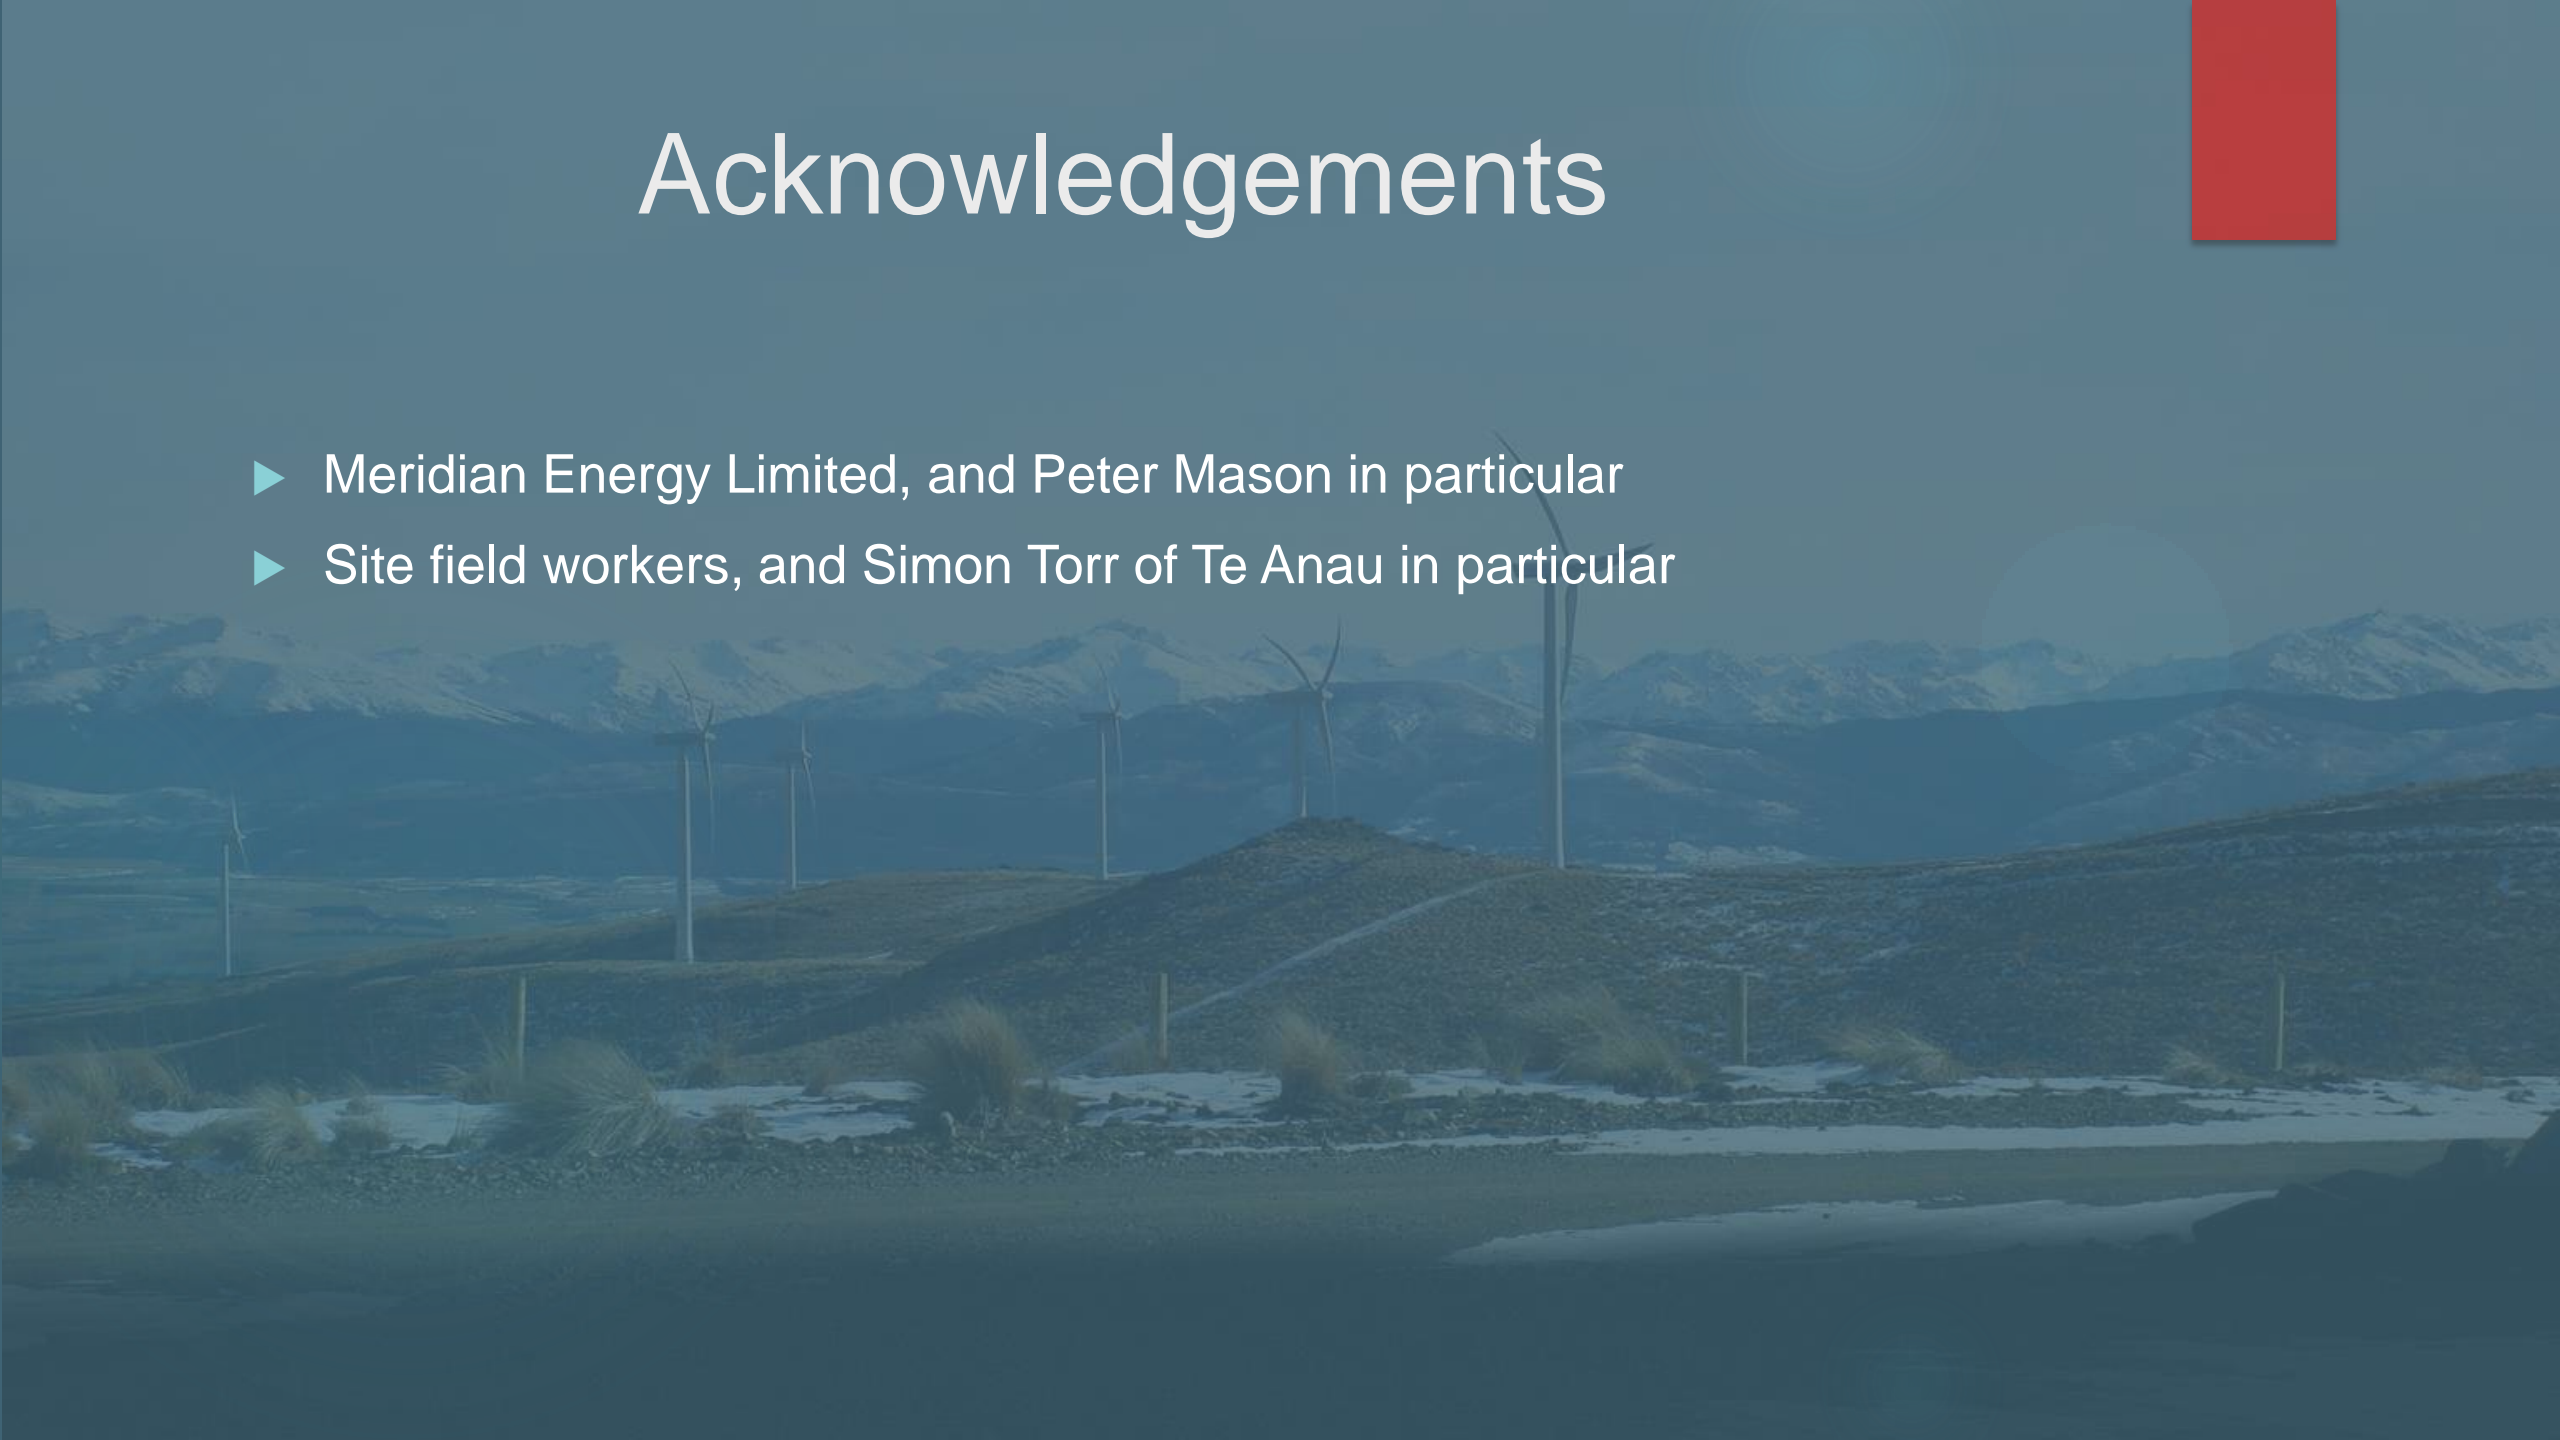 Acknowledgements
Meridian Energy Limited, and Peter Mason in particular
Site field workers, and Simon Torr of Te Anau in particular